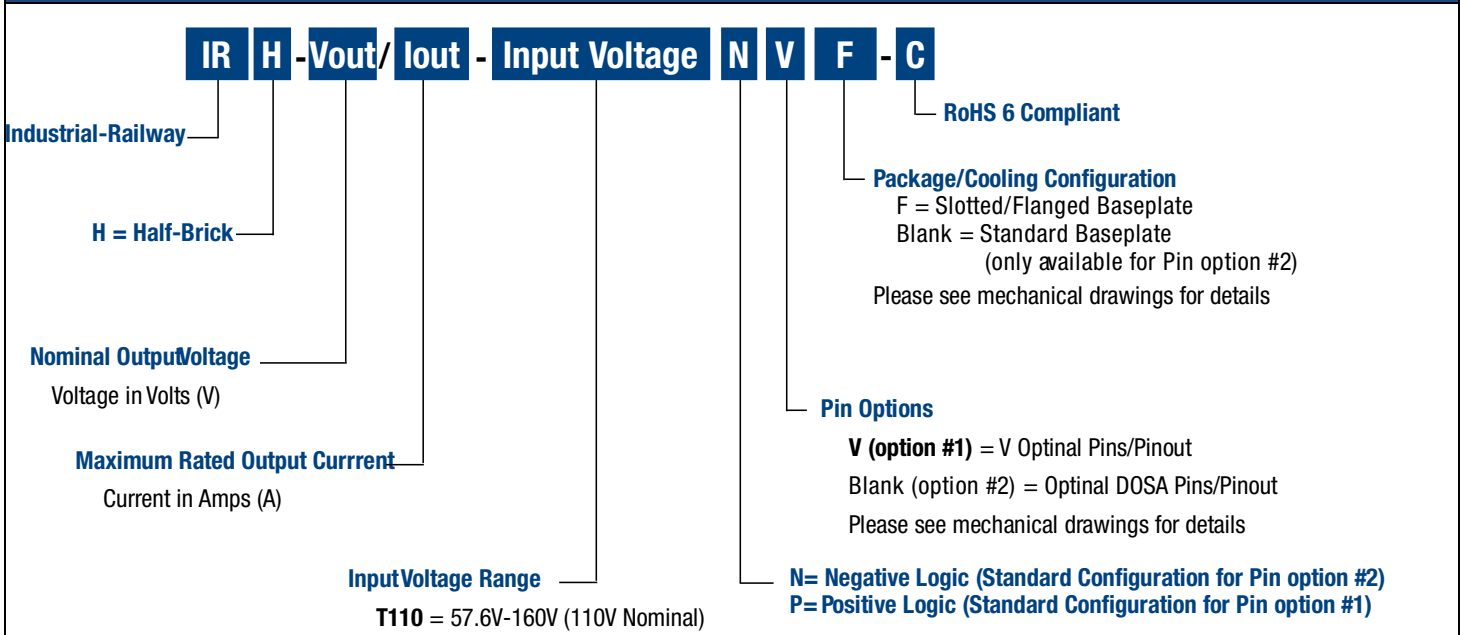 IR H -Vout/ Iout - Input Voltage N V F - C
RoHS 6 Compliant
Industrial-Railway
Package/Cooling Configuration
F = Slotted/Flanged Baseplate
H = Half-Brick
Blank = Standard Baseplate
(only available for Pin option #2)
Please see mechanical drawings for details
Nominal OutputVoltage
Voltage in Volts (V)
Pin Options
V (option #1) = V Optinal Pins/Pinout
Maximum Rated Output Currrent
Blank (option #2) = Optinal DOSA Pins/Pinout
Current in Amps (A)
Please see mechanical drawings for details
InputVoltage Range
N= Negative Logic (Standard Configuration for Pin option #2)
P= Positive Logic (Standard Configuration for Pin option #1)
T110 = 57.6V-160V (110V Nominal)